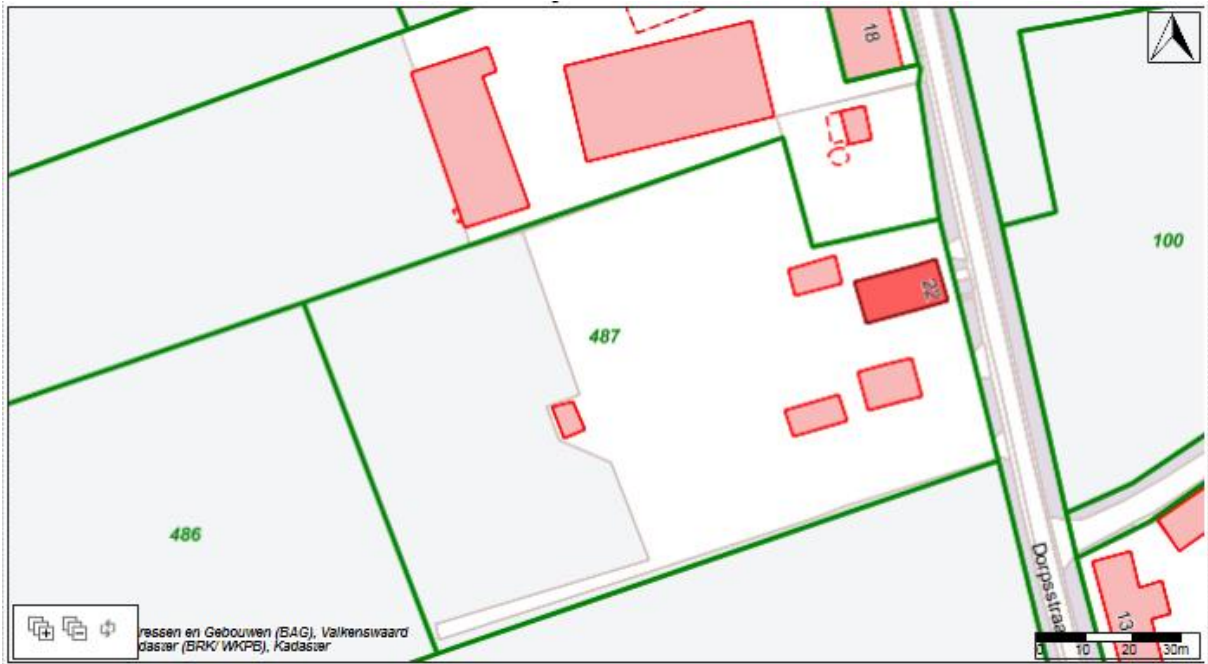 18
100
22
487
486
Dorpsstraa
13
ressen en Gebouwen (BAG), Valkenswaard
daster (BRK/ WKPB), Kadaster
0 10 20 30m